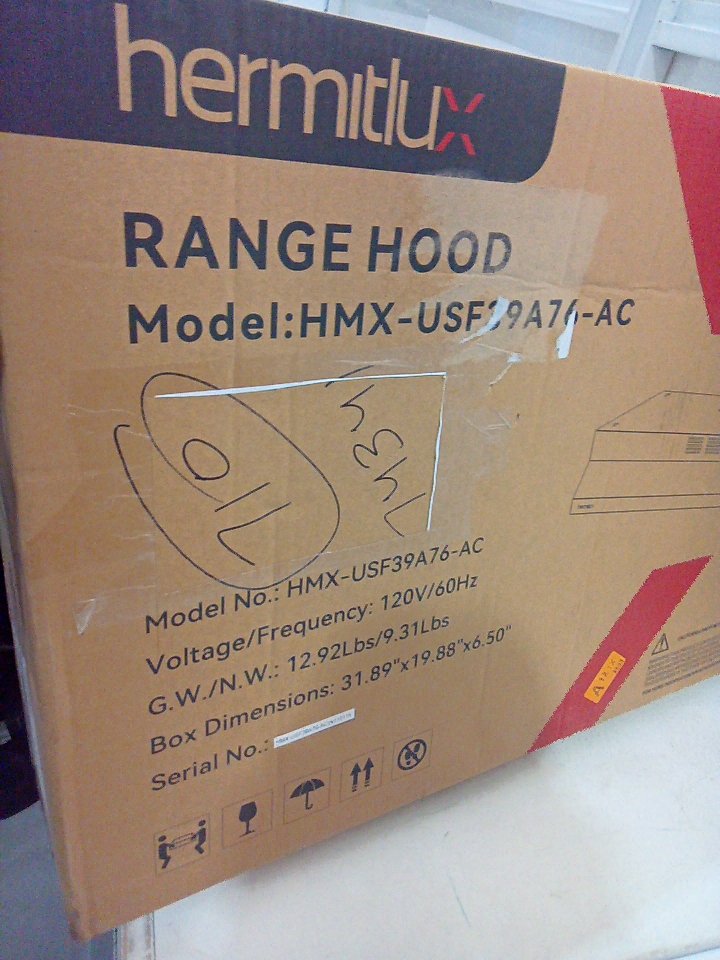 hermitlux
RANGE HOOD
Model:HMX-USF39A76-AC
Model No.: HMX-USF39A76-AC
Voltage/Frequency: 120V/60Hz
G.W./N.W.: 12.92Lbs/9.31Lbs
Box Dimensions: 31.89"x19.88"x6.50"
Serial No.: